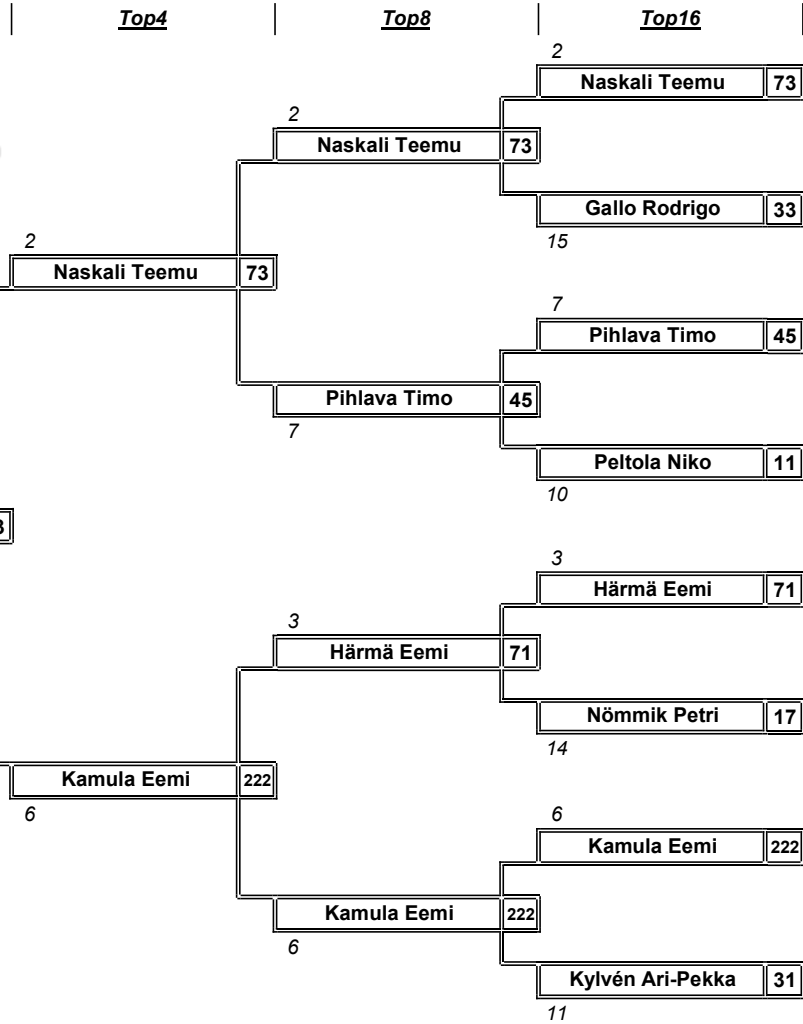 Top4 Top8 Top16
2
Naskali Teemu 73
2
Naskali Teemu 73
Gallo Rodrigo 33
15
2
Naskali Teemu 73
7
Pihlava Timo 45
Pihlava Timo 45
7
Peltola Niko 11
10
3
Härmä Eemi 71
3
Härmä Eemi 71
Nömmik Petri 17
14
Kamula Eemi 222
6
6
Kamula Eemi 222
Kamula Eemi 222
6
Kylvén Ari-Pekka 31
11